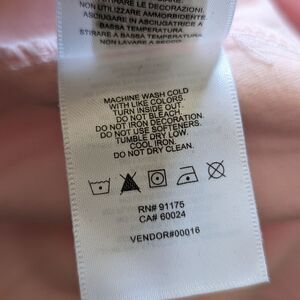 STIRARE LE DECORAZIONI.
NON UTILIZZARE AMMORBIDENTE.
ASCIUGARE IN ASCIUGATRICE A
BASSA TEMPERATURA
STIRARE A BASSA TEMPERATURA
NON LAVARE A SECCO
MACHINE WASH COLD
WITH LIKE COLORS.
TURN INSIDE OUT.
DO NOT BLEACH
DO NOT IRON DECORATION.
DO NOT USE SOFTENERS.
TUMBLE DRY LOW.
COOL IRON.
DO NOT DRY CLEAN.
RN# 91175
CA# 60024
VENDOR#00016